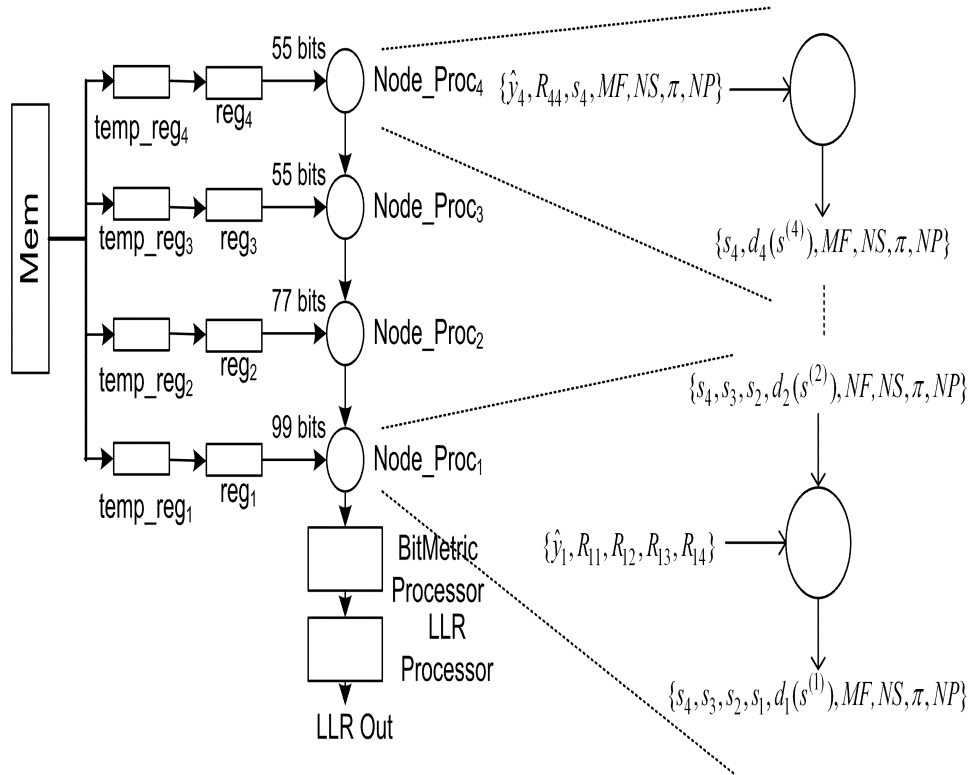 55 bits
Node_Proc4
temp_reg4
reg4
{ŷ4, R44, s4, MF, NS, π, NP}
Mem
55 bits
Node_Proc3
temp_reg3
reg3
{s4, d4(s(4)), MF, NS, π, NP}
77 bits
Node_Proc2
temp_reg2
reg2
{s4, s3, s2, d2(s(2)), NF, NS, π, NP}
99 bits
Node_Proc1
temp_reg1
reg1
{ŷ1, R11, R12, R13, R14}
BitMetric
Processor
LLR
Processor
{s4, s3, s2, s1, d1(s(1)), MF, NS, π, NP}
LLR Out